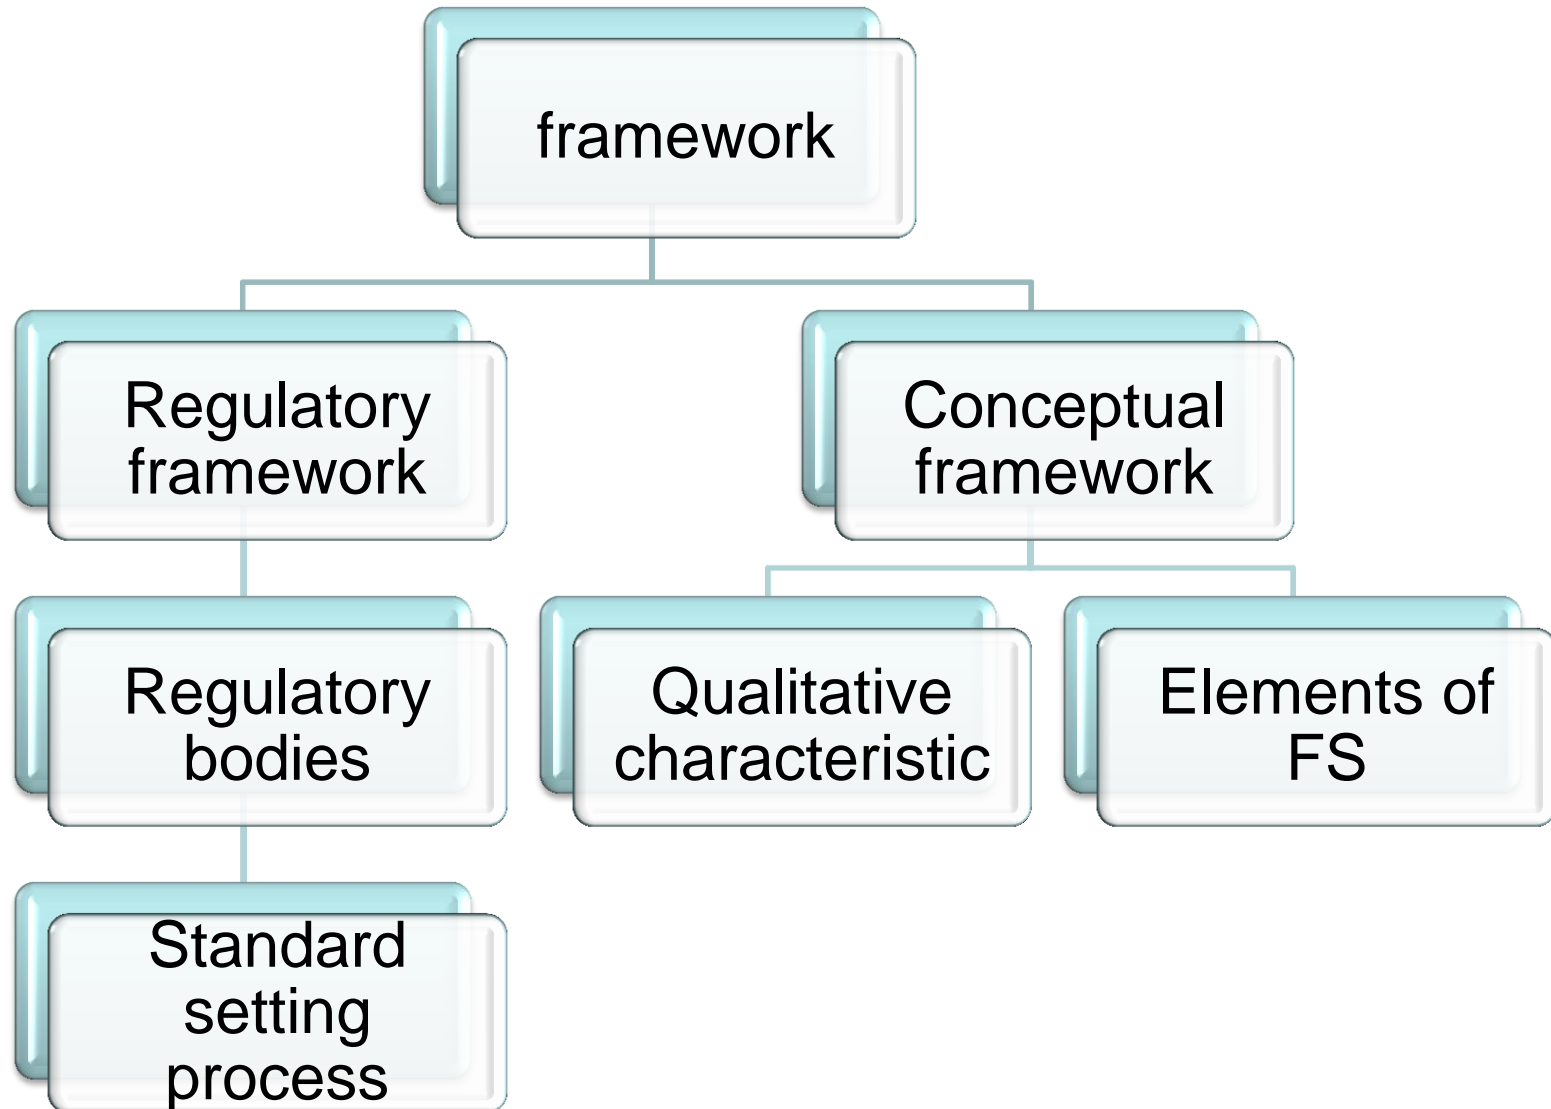 framework
Regulatory
framework
Conceptual
framework
Regulatory
bodies
Qualitative
characteristic
Elements of
FS
Standard
setting
process